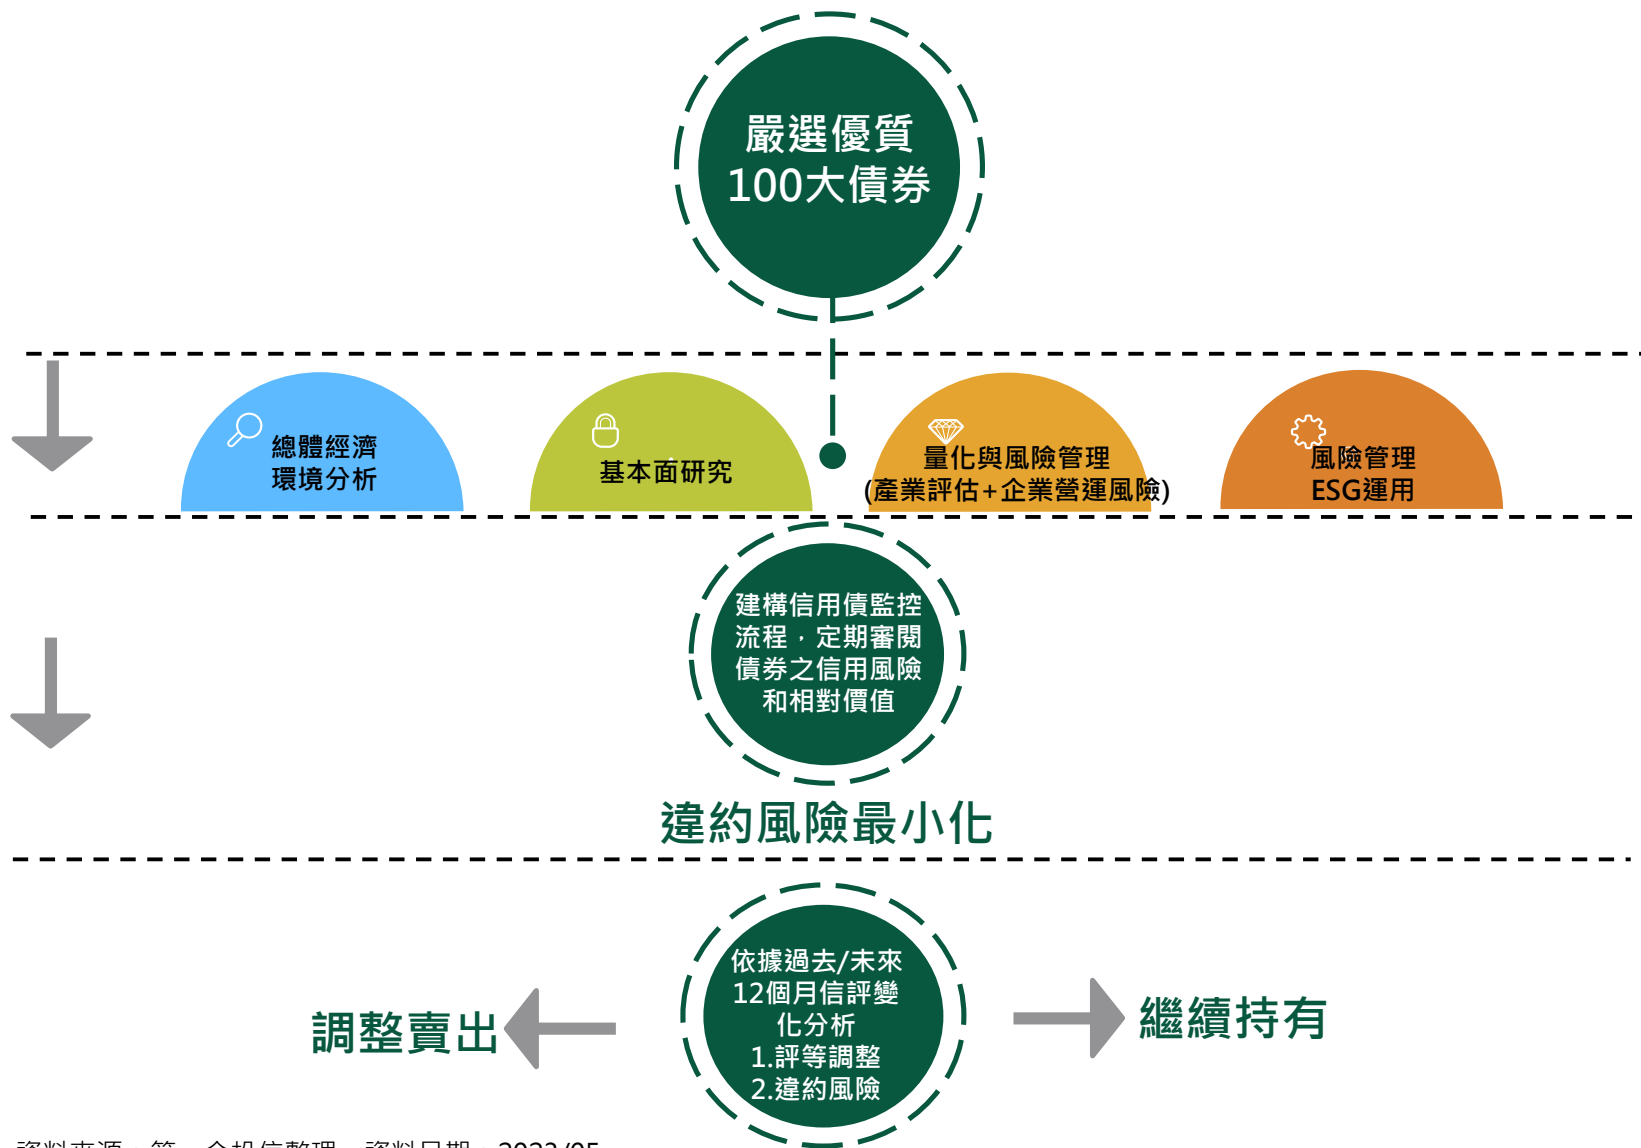 嚴選優質
100大債券
總體經濟
環境分析
基本面研究
量化與風險管理
(產業評估+企業營運風險)
風險管理
ESG運用
建構信用債監控
流程，定期審閱
債券之信用風險
和相對價值
違約風險最小化
依據過去/未來
12個月信評變
化分析
1.評等調整
2.違約風險
調整賣出
繼續持有